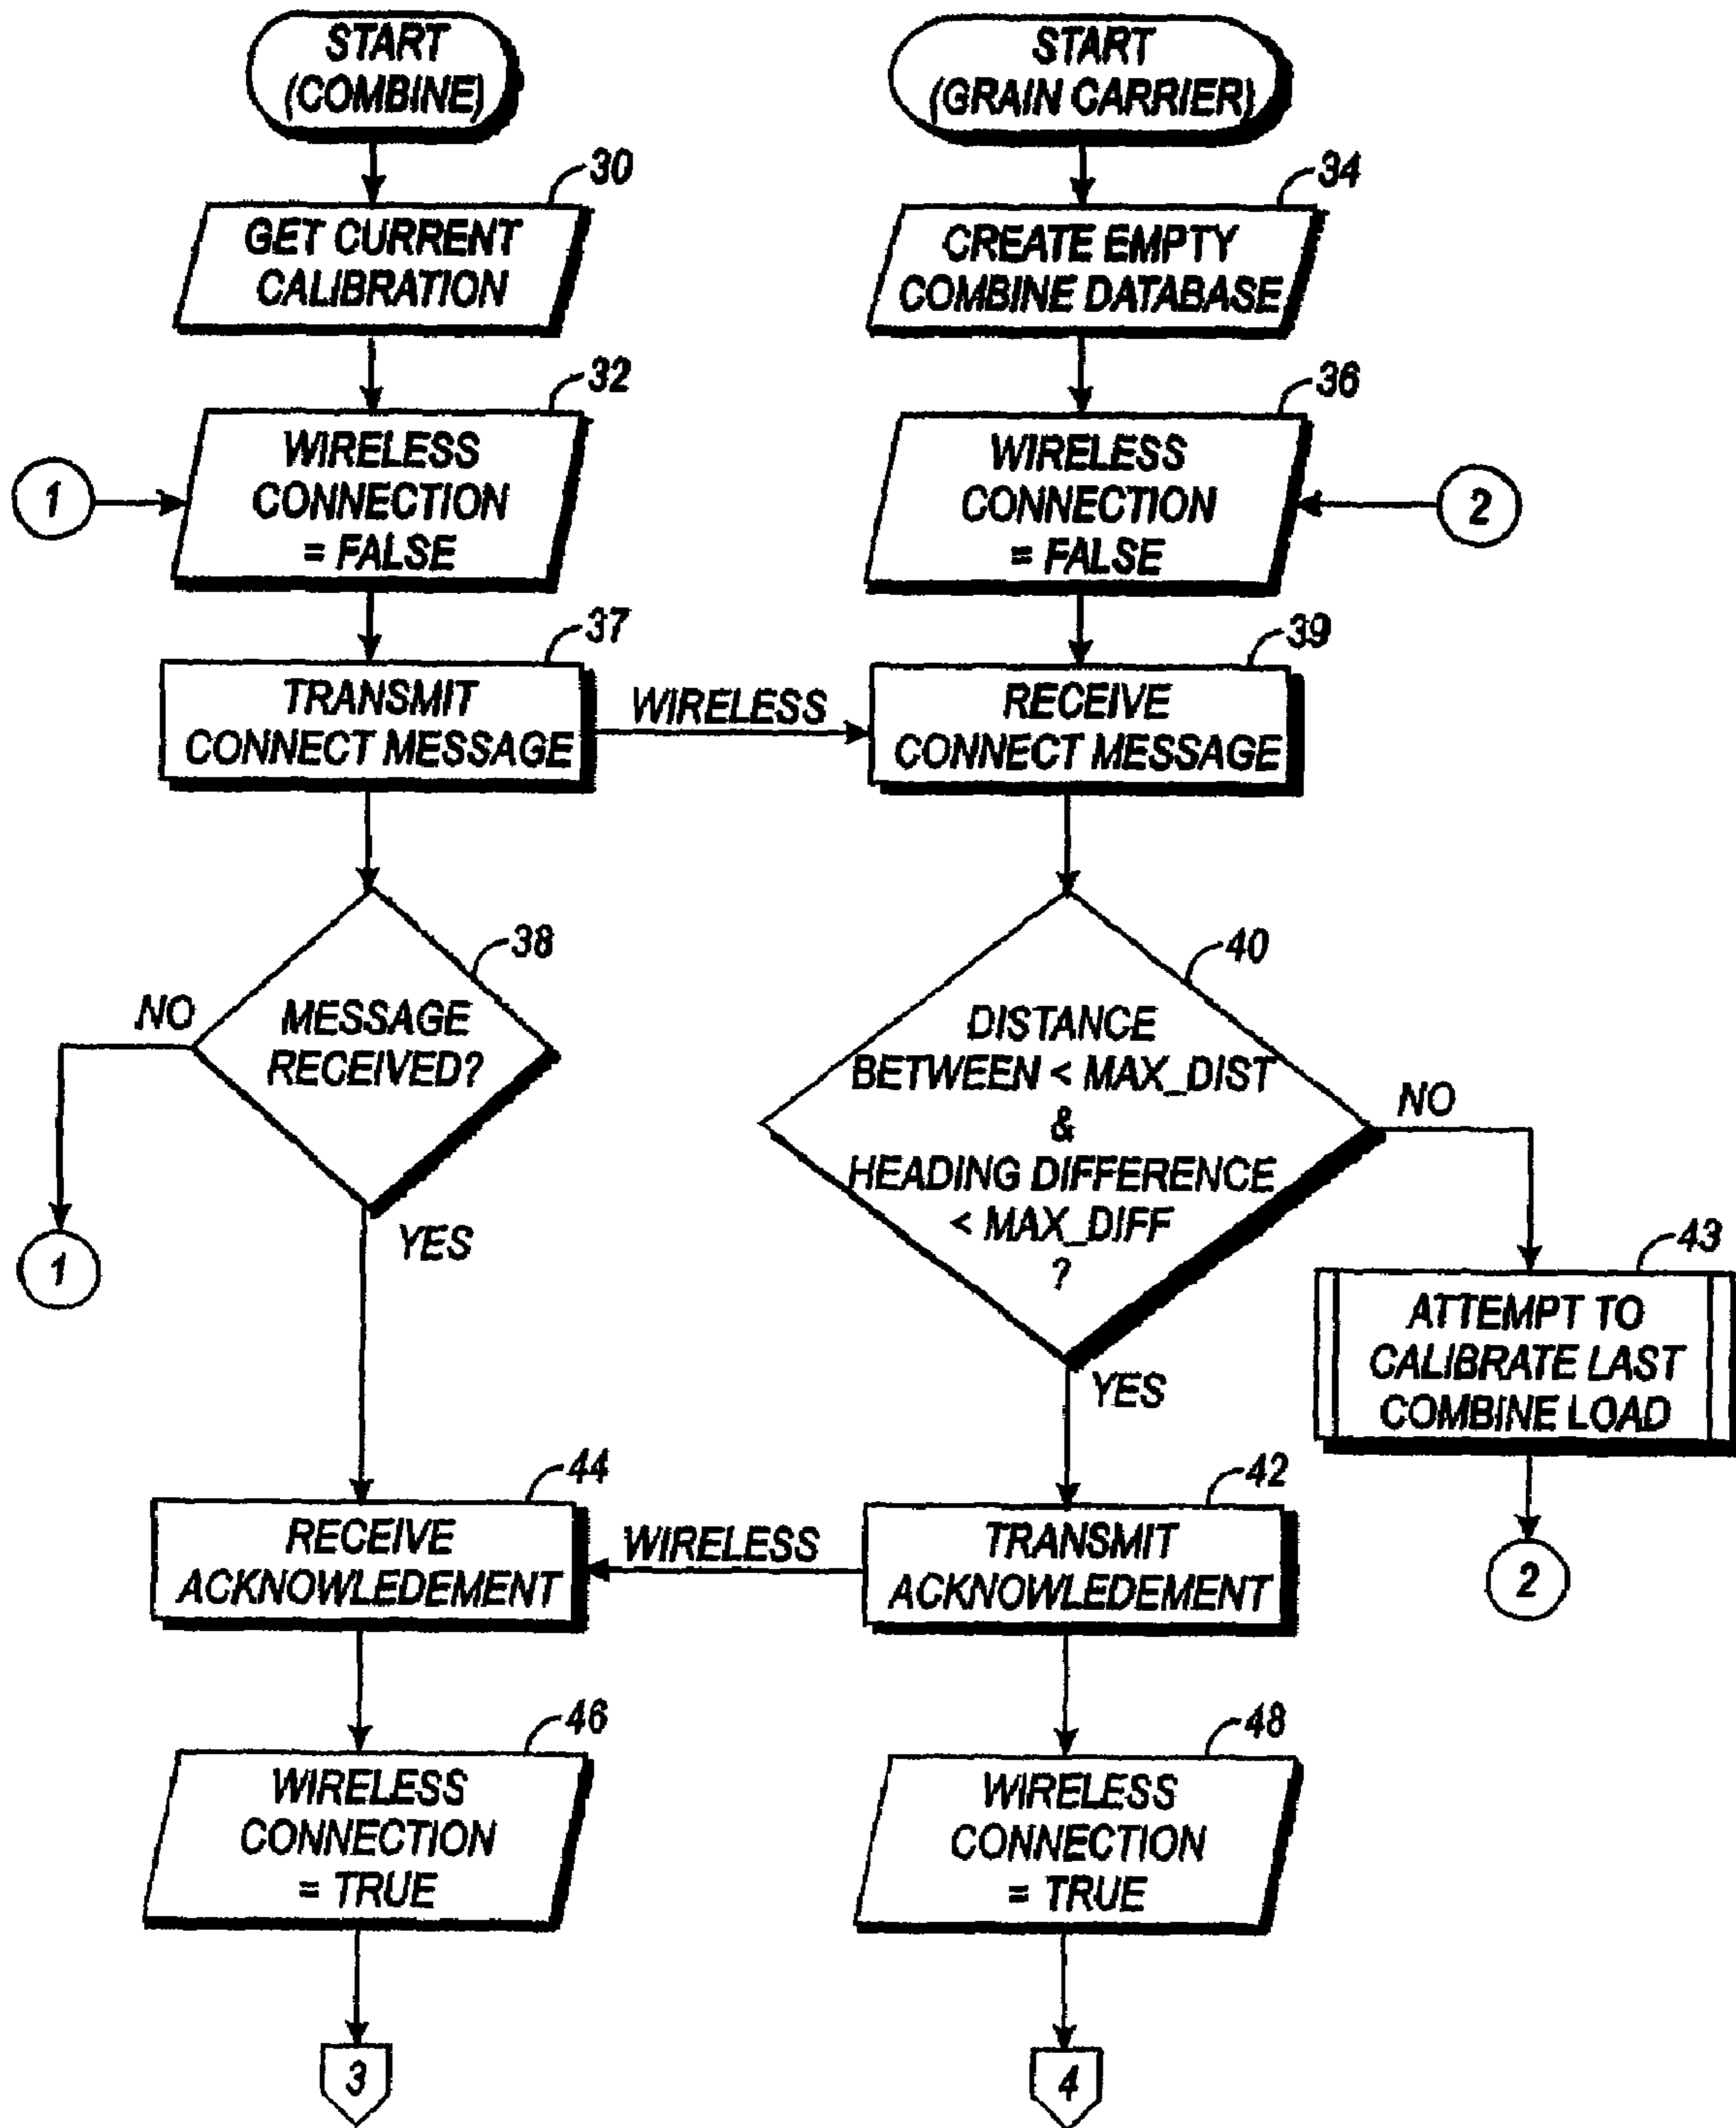 START
(COMBINE)
START
(GRAIN CARRIER)
30
GET CURRENT
CALIBRATION
34
CREATE EMPTY
COMBINE DATABASE
32
WIRELESS
CONNECTION
= FALSE
1
36
WIRELESS
CONNECTION
= FALSE
2
37
TRANSMIT
CONNECT MESSAGE
WIRELESS
39
RECEIVE
CONNECT MESSAGE
38
MESSAGE
RECEIVED?
NO
1
YES
40
DISTANCE
BETWEEN < MAX_DIST
&
HEADING DIFFERENCE
< MAX_DIFF
?
NO
YES
43
ATTEMPT TO
CALIBRATE LAST
COMBINE LOAD
2
44
RECEIVE
ACKNOWLEDEMENT
WIRELESS
42
TRANSMIT
ACKNOWLEDEMENT
46
WIRELESS
CONNECTION
= TRUE
48
WIRELESS
CONNECTION
= TRUE
3
4